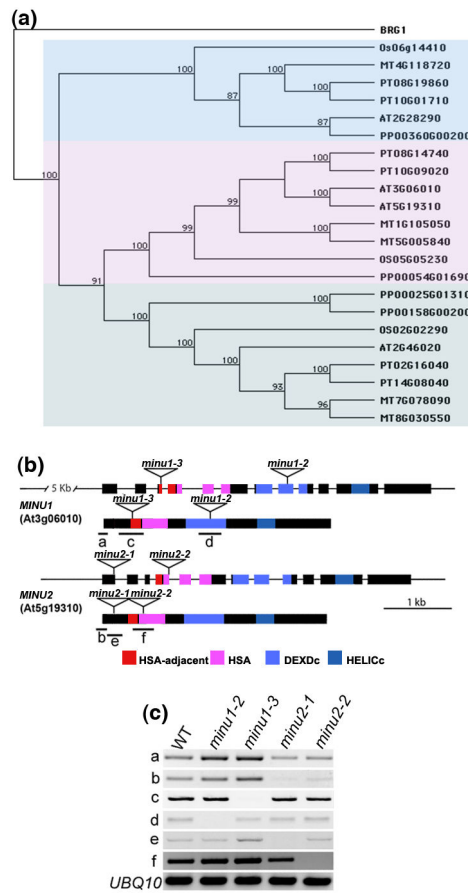 (a)
BRG1
Os06g14410
MT4G118720
PT08G19860
PT10G01710
AT2G28290
PP00360G00200
PT08G14740
PT10G09020
AT3G06010
AT5G19310
MT1G105050
MT5G005840
OS05G05230
PP00054G01690
PP00025G01310
PP00158G00200
OS02G02290
AT2G46020
PT02G16040
PT14G08040
MT7G078090
MT8G030550
100
100
100
87
100
87
100
99
100
100
99
100
100
91
100
100
100
100
100
93
96
(b)
minu1-3 minu1-2
5 Kb
MINU1
(At3g06010)
minu1-3 minu1-2
a c d
minu2-1 minu2-2
MINU2
(At5g19310)
minu2-1 minu2-2
b e f
1 kb
HSA-adjacent HSA DEXDc HELICc
(c)
WT minu1-2 minu1-3 minu2-1 minu2-2
a
b
c
d
e
f
UBQ10